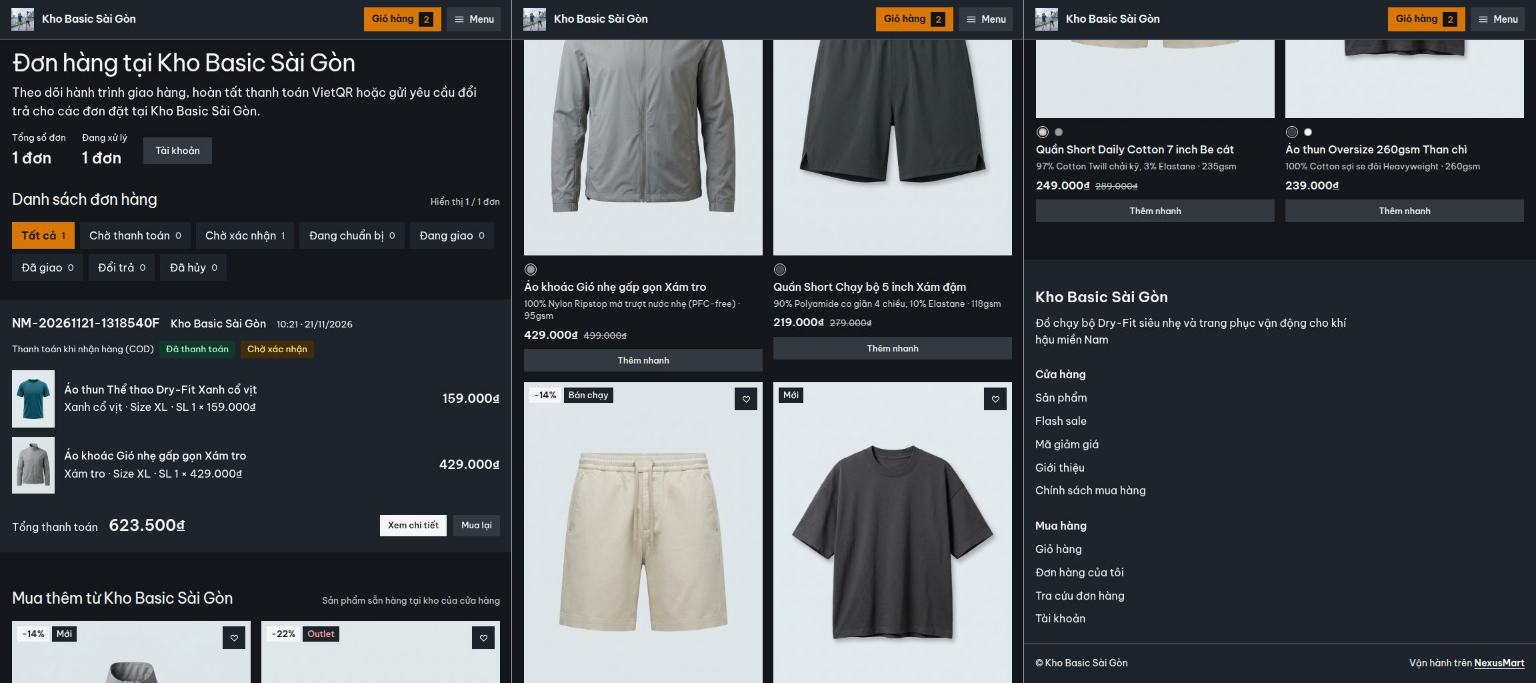 Kho Basic Sài Gòn
Giỏ hàng 2
Menu
Đơn hàng tại Kho Basic Sài Gòn
Theo dõi hành trình giao hàng, hoàn tất thanh toán VietQR hoặc gửi yêu cầu đổi
trả cho các đơn đặt tại Kho Basic Sài Gòn.
Tổng số đơn
1 đơn
Đang xử lý
1 đơn
Tài khoản
Danh sách đơn hàng
Hiển thị 1 / 1 đơn
Tất cả 1
Chờ thanh toán 0
Chờ xác nhận 1
Đang chuẩn bị 0
Đang giao 0
Đã giao 0
Đổi trả 0
Đã hủy 0
NM-20261121-1318540F Kho Basic Sài Gòn 10:21 · 21/11/2026
Thanh toán khi nhận hàng (COD) Đã thanh toán Chờ xác nhận
Áo thun Thể thao Dry-Fit Xanh cổ vịt
Xanh cổ vịt · Size XL · SL 1 × 159.000₫
159.000₫
Áo khoác Gió nhẹ gấp gọn Xám tro
Xám tro · Size XL · SL 1 × 429.000₫
429.000₫
Tổng thanh toán 623.500₫
Xem chi tiết
Mua lại
Mua thêm từ Kho Basic Sài Gòn
Sản phẩm sẵn hàng tại kho của cửa hàng
-14% Mới
-22% Outlet
Kho Basic Sài Gòn
Giỏ hàng 2
Menu
Áo khoác Gió nhẹ gấp gọn Xám tro
100% Nylon Ripstop mờ trượt nước nhẹ (PFC-free) ·
95gsm
429.000₫ 499.000₫
Thêm nhanh
Quần Short Chạy bộ 5 inch Xám đậm
90% Polyamide co giãn 4 chiều, 10% Elastane · 118gsm
219.000₫ 279.000₫
Thêm nhanh
-14% Bán chạy
Mới
Kho Basic Sài Gòn
Giỏ hàng 2
Menu
Quần Short Daily Cotton 7 inch Be cát
97% Cotton Twill chải kỹ, 3% Elastane · 235gsm
249.000₫ 289.000₫
Thêm nhanh
Áo thun Oversize 260gsm Than chì
100% Cotton sợi se đôi Heavyweight · 260gsm
239.000₫
Thêm nhanh
Kho Basic Sài Gòn
Đồ chạy bộ Dry-Fit siêu nhẹ và trang phục vận động cho khí
hậu miền Nam
Cửa hàng
Sản phẩm
Flash sale
Mã giảm giá
Giới thiệu
Chính sách mua hàng
Mua hàng
Giỏ hàng
Đơn hàng của tôi
Tra cứu đơn hàng
Tài khoản
© Kho Basic Sài Gòn
Vận hành trên NexusMart